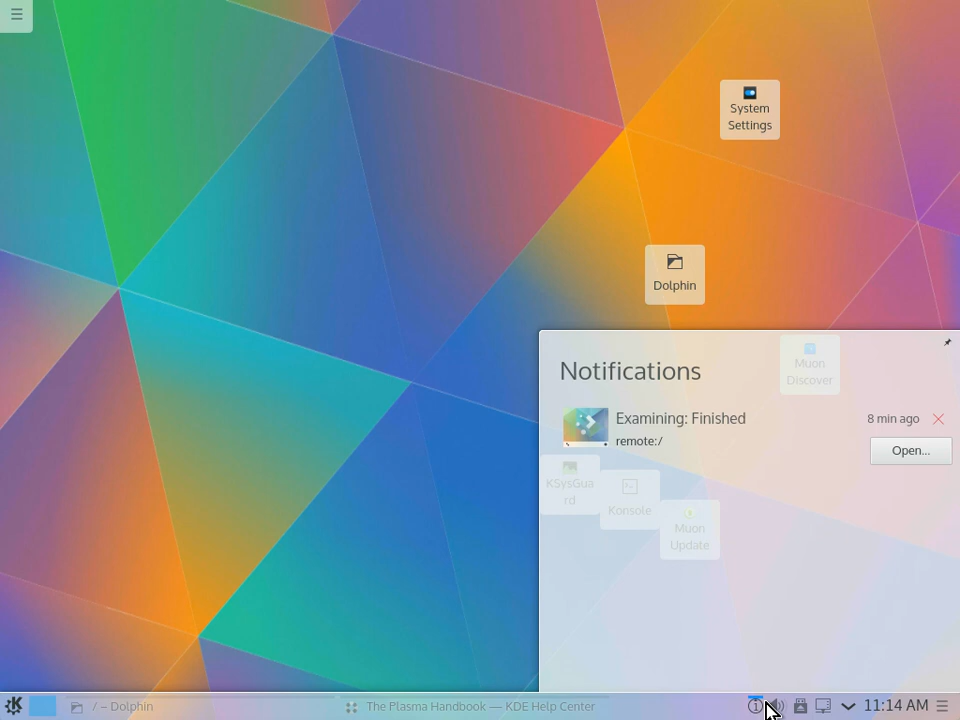 System
Settings
Dolphin
Muon
Discover
Notifications
Examining: Finished
8 min ago
remote:/
Open...
KSysGua
rd
Konsole
Muon
Update
/ – Dolphin
The Plasma Handbook — KDE Help Center
1
11:14 AM